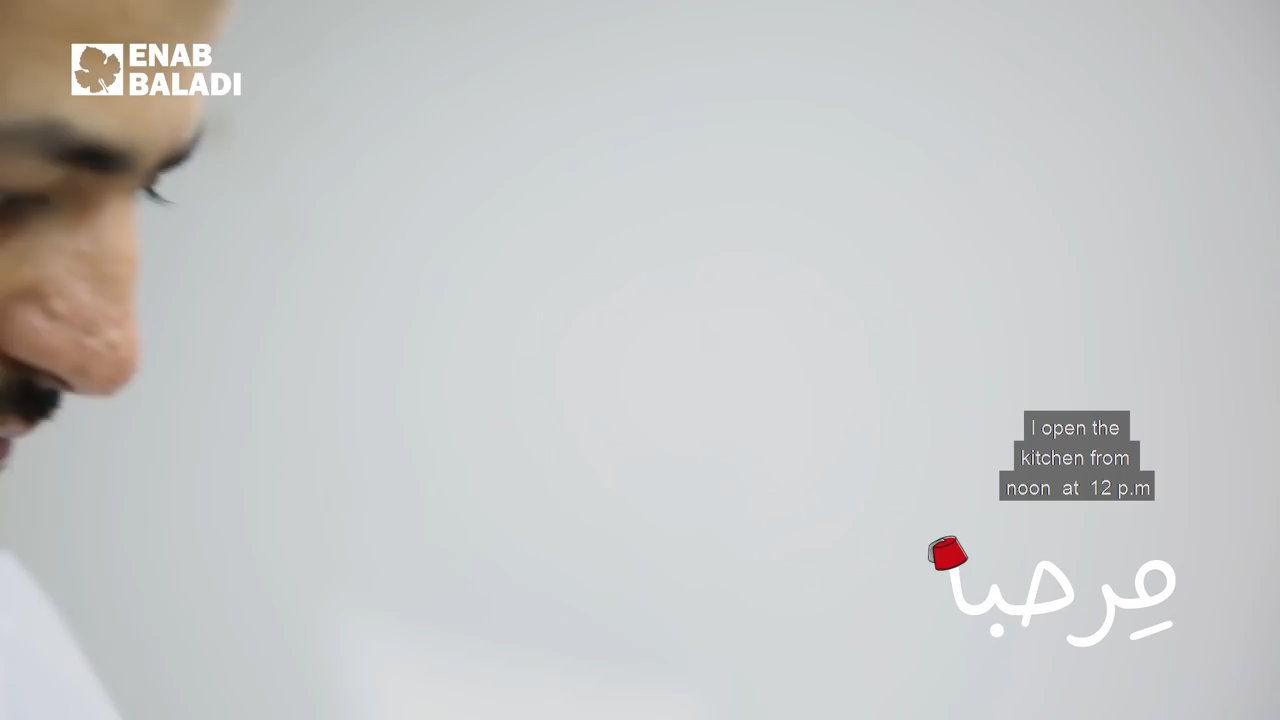 ENAB
BALADI
I open the
kitchen from
noon at 12 p.m
مِرحبا